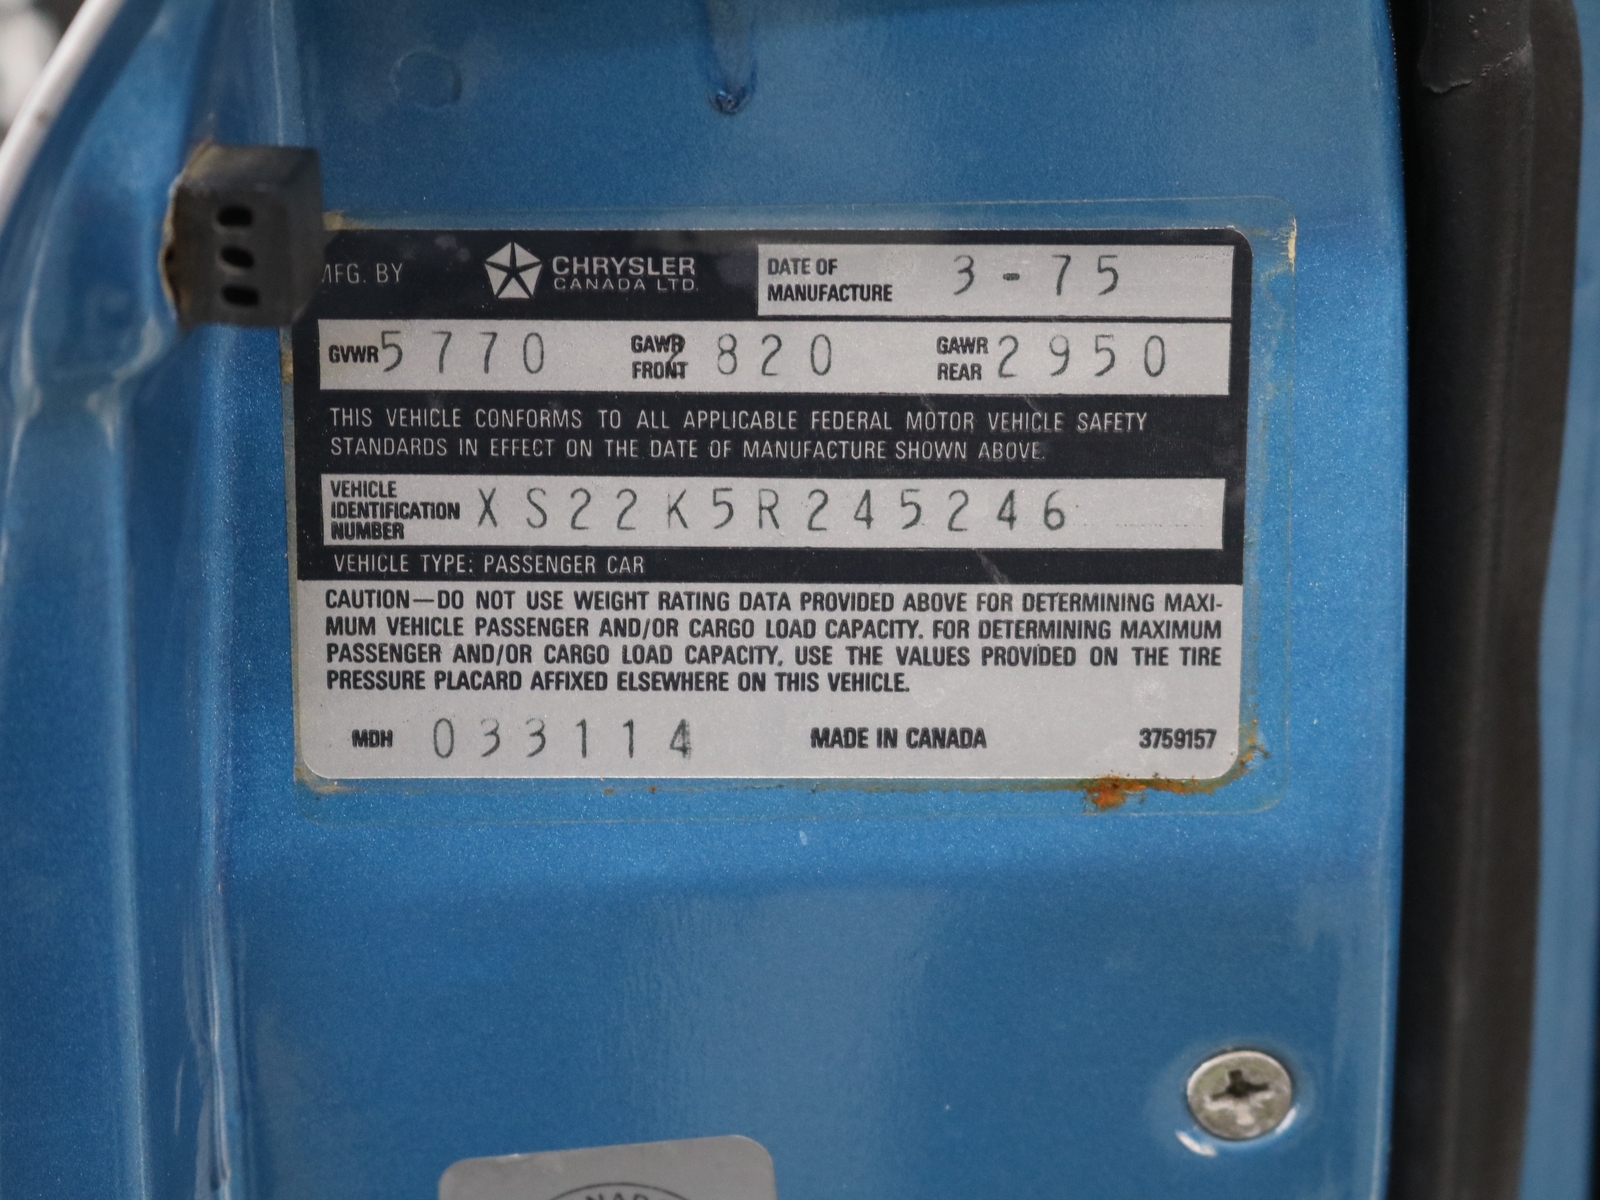 MFG. BY CHRYSLER CANADA LTD. DATE OF MANUFACTURE 3-75
GVWR 5770 GAWR FRONT 2820 GAWR REAR 2950
THIS VEHICLE CONFORMS TO ALL APPLICABLE FEDERAL MOTOR VEHICLE SAFETY
STANDARDS IN EFFECT ON THE DATE OF MANUFACTURE SHOWN ABOVE.
VEHICLE IDENTIFICATION NUMBER XS22K5R245246
VEHICLE TYPE: PASSENGER CAR
CAUTION—DO NOT USE WEIGHT RATING DATA PROVIDED ABOVE FOR DETERMINING MAXI-
MUM VEHICLE PASSENGER AND/OR CARGO LOAD CAPACITY. FOR DETERMINING MAXIMUM
PASSENGER AND/OR CARGO LOAD CAPACITY, USE THE VALUES PROVIDED ON THE TIRE
PRESSURE PLACARD AFFIXED ELSEWHERE ON THIS VEHICLE.
MDH 033114 MADE IN CANADA 3759157